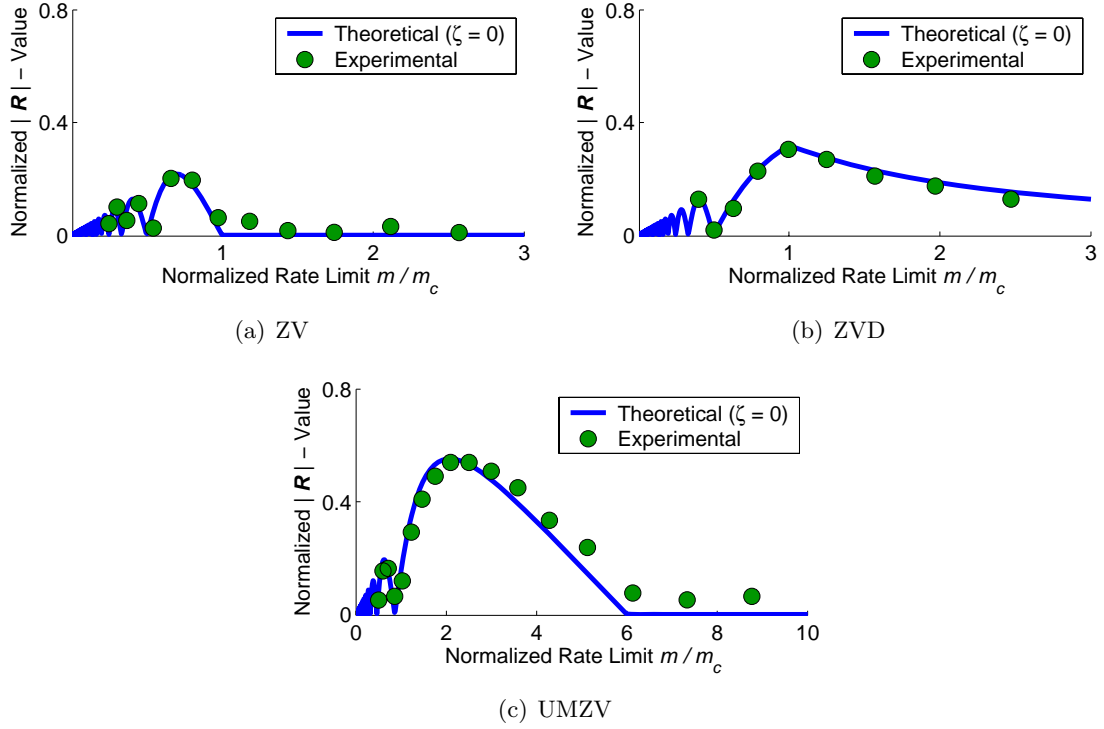 0.8
0.4
0
Normalized | R | − Value
Theoretical (ζ = 0)
Experimental
1 2 3
Normalized Rate Limit m / m_c
(a) ZV
0.8
0.4
0
Normalized | R | − Value
Theoretical (ζ = 0)
Experimental
1 2 3
Normalized Rate Limit m / m_c
(b) ZVD
0.8
0.4
0
Normalized | R | − Value
Theoretical (ζ = 0)
Experimental
0 2 4 6 8 10
Normalized Rate Limit m / m_c
(c) UMZV